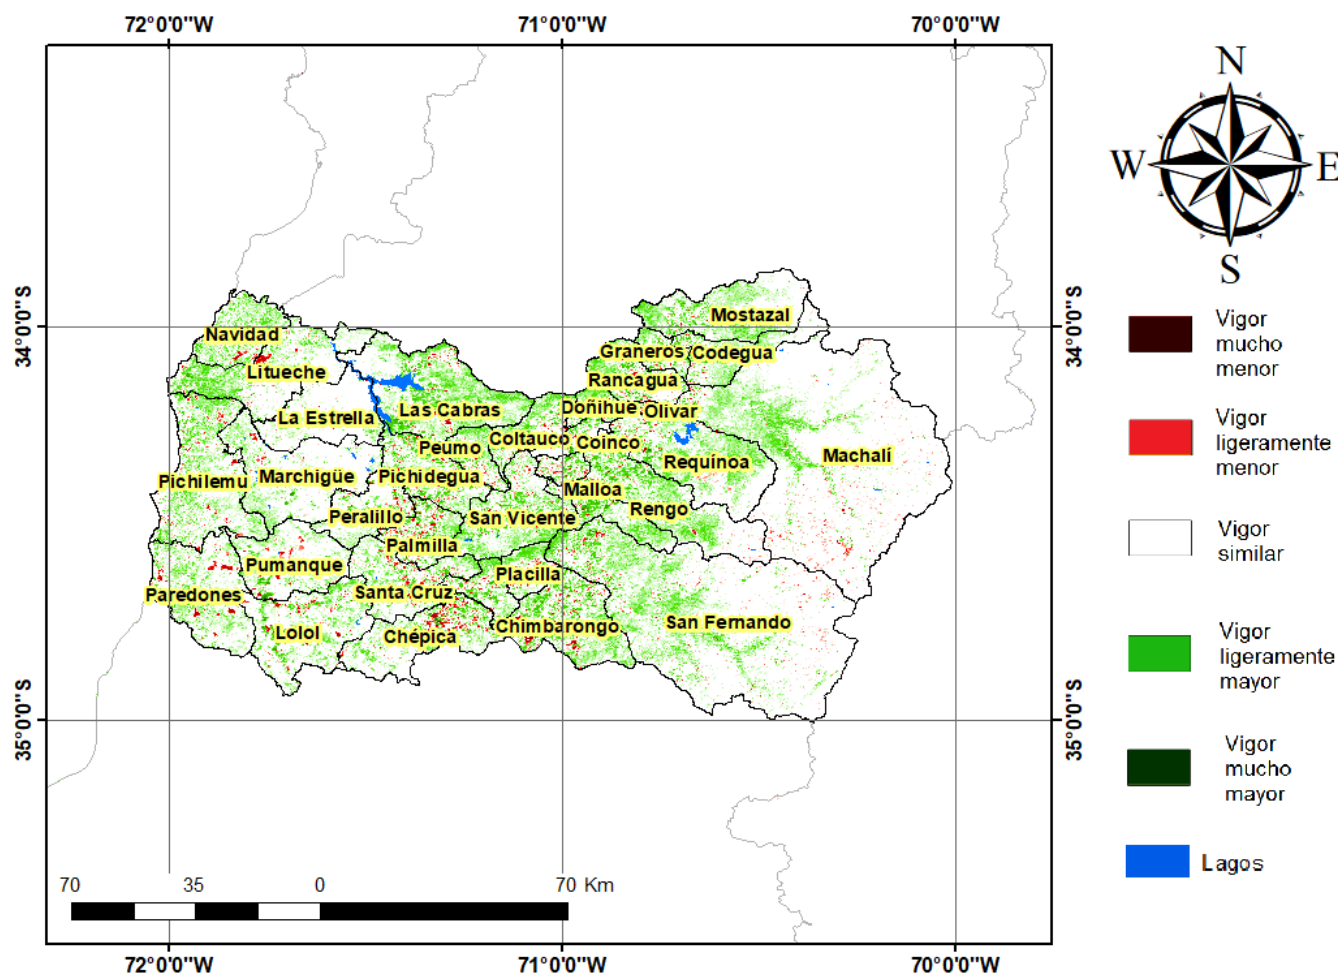 72°0'0"W 71°0'0"W 70°0'0"W
N
W E
S
34°0'0"S 34°0'0"S
35°0'0"S 35°0'0"S
Mostazal
Navidad
Graneros Codegua
Litueche
Rancagua
La Estrella Las Cabras Doñihue Olivar
Peumo Coltauco Coinco
Machalí
Requinoa
Pichilemu Marchigüe Pichidegua
Malloa
Rengo
Peralillo San Vicente
Palmilla
Pumanque
Placilla
Paredones Santa Cruz
San Fernando
Lolol Chépica Chimbarongo
70 35 0 70 Km
72°0'0"W 71°0'0"W 70°0'0"W
Vigor
mucho
menor
Vigor
ligeramente
menor
Vigor
similar
Vigor
ligeramente
mayor
Vigor
mucho
mayor
Lagos